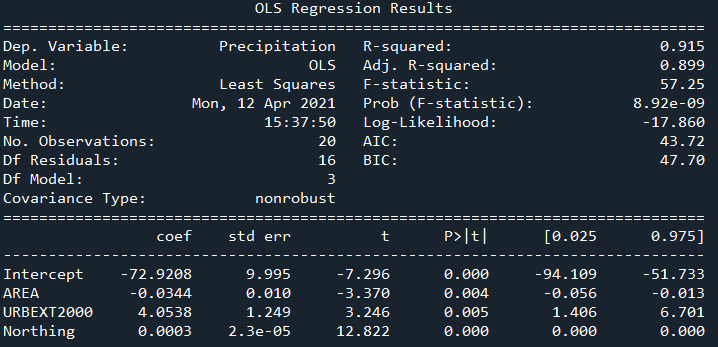 OLS Regression Results
==============================================================================
Dep. Variable:          Precipitation   R-squared:                       0.915
Model:                            OLS   Adj. R-squared:                  0.899
Method:                 Least Squares   F-statistic:                     57.25
Date:                Mon, 12 Apr 2021   Prob (F-statistic):           8.92e-09
Time:                        15:37:50   Log-Likelihood:                -17.860
No. Observations:                  20   AIC:                             43.72
Df Residuals:                      16   BIC:                             47.70
Df Model:                           3
Covariance Type:            nonrobust
==============================================================================
                 coef    std err          t      P>|t|      [0.025      0.975]
------------------------------------------------------------------------------
Intercept    -72.9208      9.995     -7.296      0.000     -94.109     -51.733
AREA          -0.0344      0.010     -3.370      0.004      -0.056      -0.013
URBEXT2000     4.0538      1.249      3.246      0.005       1.406       6.701
Northing       0.0003    2.3e-05     12.822      0.000       0.000       0.000